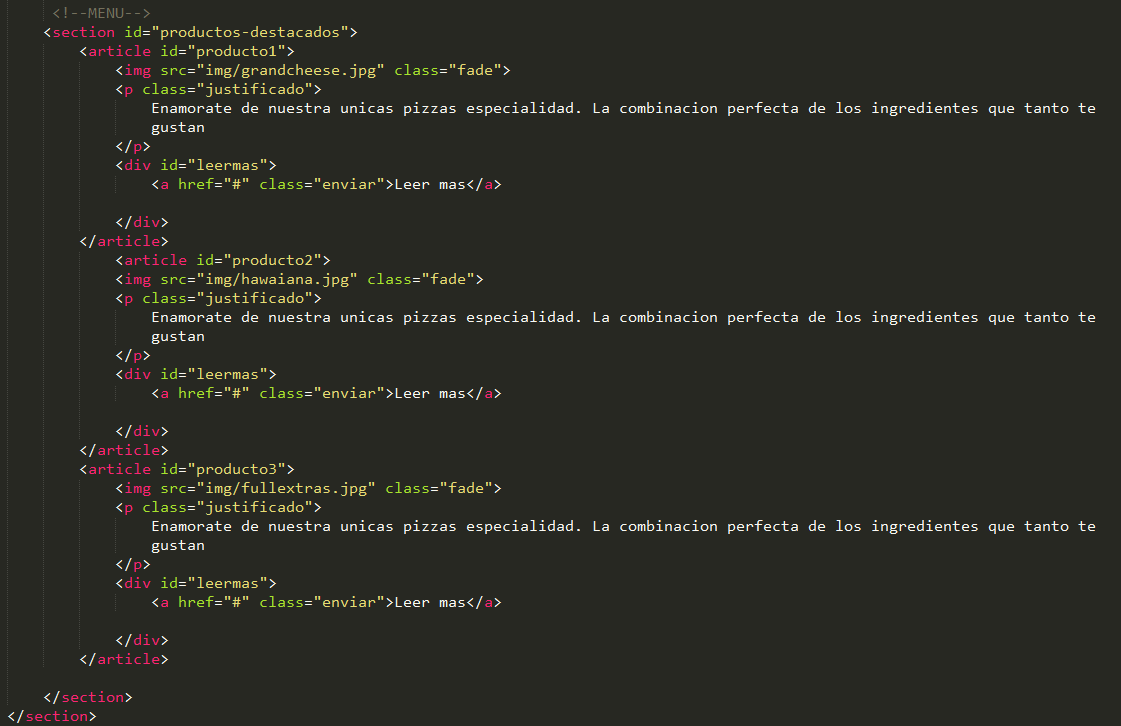 <!--MENU-->
<section id="productos-destacados">
<article id="producto1">
<img src="img/grandcheese.jpg" class="fade">
<p class="justificado">
Enamorate de nuestra unicas pizzas especialidad. La combinacion perfecta de los ingredientes que tanto te
gustan
</p>
<div id="leermas">
<a href="#" class="enviar">Leer mas</a>
</div>
</article>
<article id="producto2">
<img src="img/hawaiana.jpg" class="fade">
<p class="justificado">
Enamorate de nuestra unicas pizzas especialidad. La combinacion perfecta de los ingredientes que tanto te
gustan
</p>
<div id="leermas">
<a href="#" class="enviar">Leer mas</a>
</div>
</article>
<article id="producto3">
<img src="img/fullextras.jpg" class="fade">
<p class="justificado">
Enamorate de nuestra unicas pizzas especialidad. La combinacion perfecta de los ingredientes que tanto te
gustan
</p>
<div id="leermas">
<a href="#" class="enviar">Leer mas</a>
</div>
</article>
</section>
</section>